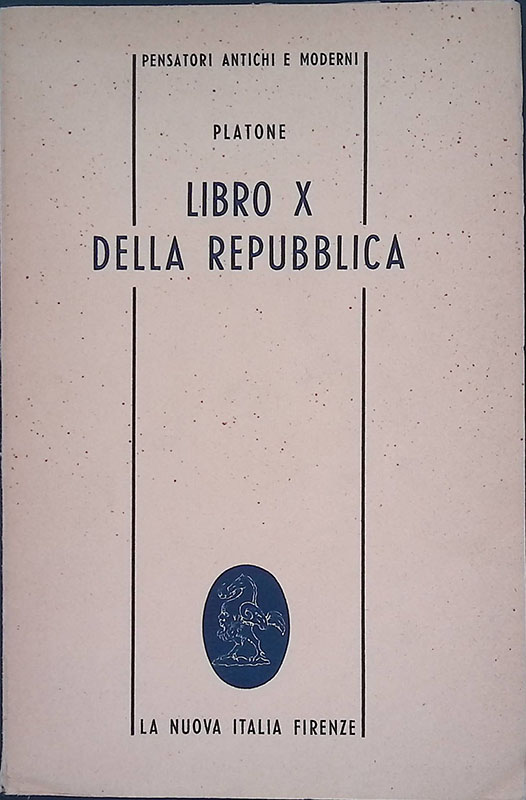 PENSATORI ANTICHI E MODERNI
PLATONE
LIBRO X
DELLA REPUBBLICA
LA NUOVA ITALIA FIRENZE